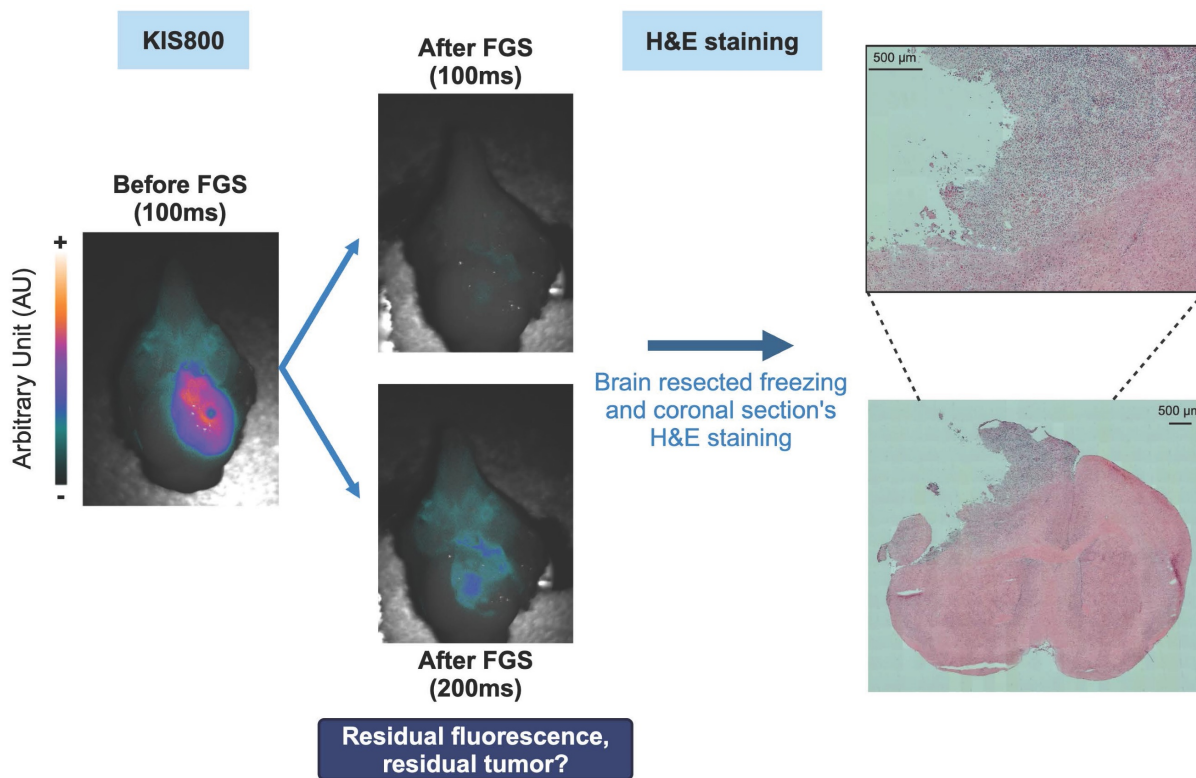 KIS800
Before FGS
(100ms)
+
Arbitrary Unit (AU)
-
After FGS
(100ms)
After FGS
(200ms)
Residual fluorescence,
residual tumor?
H&E staining
Brain resected freezing
and coronal section's
H&E staining
500 µm
500 µm